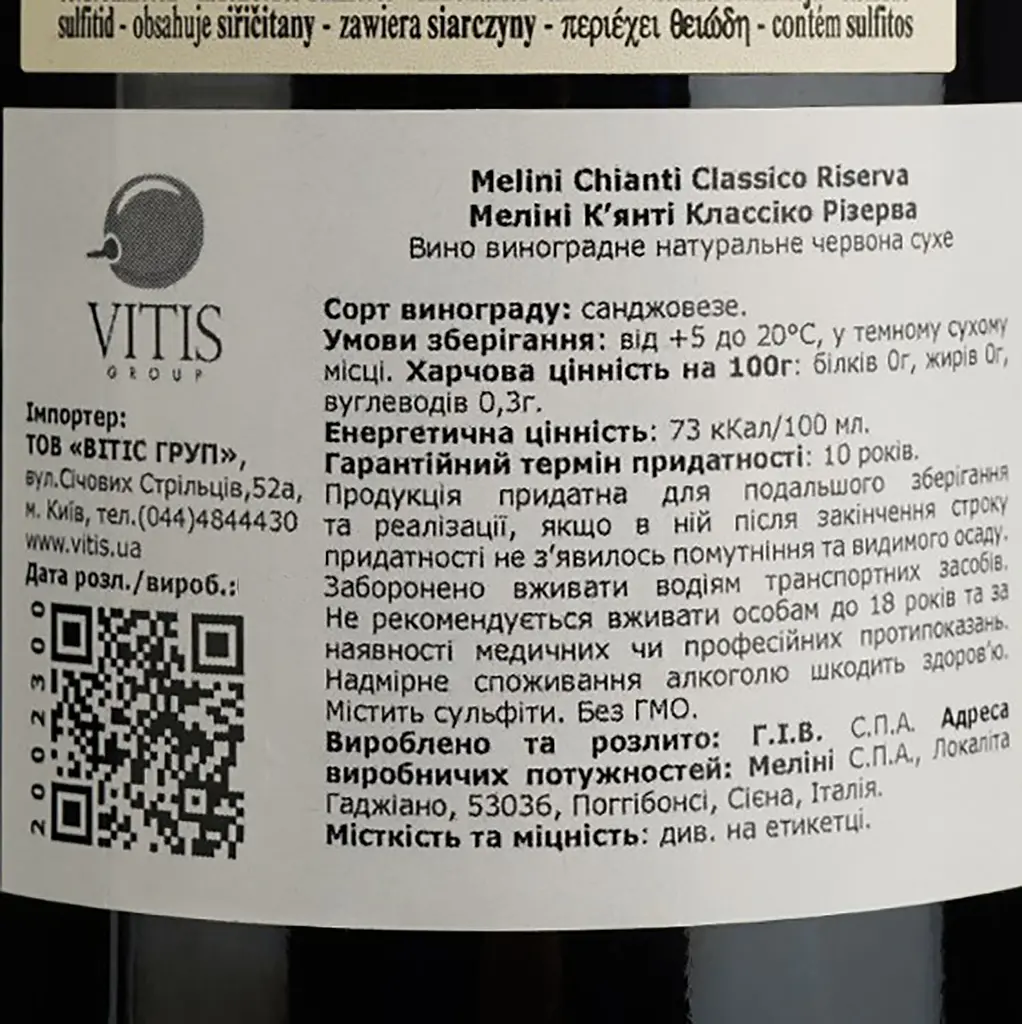 sulfitid - obsahuje siřičitany - zawiera siarczyny - περιέχει θειώδη - contém sulfitos
Melini Chianti Classico Riserva
Меліні К'янті Классіко Різерва
Вино виноградне натуральне червона сухе
VITIS
GROUP
Імпортер:
ТОВ «ВІТІС ГРУП»,
вул.Січових Стрільців,52а,
м. Київ, тел.(044)4844430
www.vitis.ua
Дата розл./вироб.:
2002300
Сорт винограду: санджовезе.
Умови зберігання: від +5 до 20°С, у темному сухому
місці. Харчова цінність на 100г: білків 0г, жирів 0г,
вуглеводів 0,3г.
Енергетична цінність: 73 кКал/100 мл.
Гарантійний термін придатності: 10 років.
Продукція придатна для подальшого зберігання
та реалізації, якщо в ній після закінчення строку
придатності не з'явилось помутніння та видимого осаду.
Заборонено вживати водіям транспортних засобів.
Не рекомендується вживати особам до 18 років та за
наявності медичних чи професійних протипоказань.
Надмірне споживання алкоголю шкодить здоров'ю.
Містить сульфіти. Без ГМО.
Вироблено та розлито: Г.І.В. С.П.А. Адреса
виробничих потужностей: Меліні С.П.А., Локаліта
Гаджіано, 53036, Поггібонсі, Сієна, Італія.
Місткість та міцність: див. на етикетці.